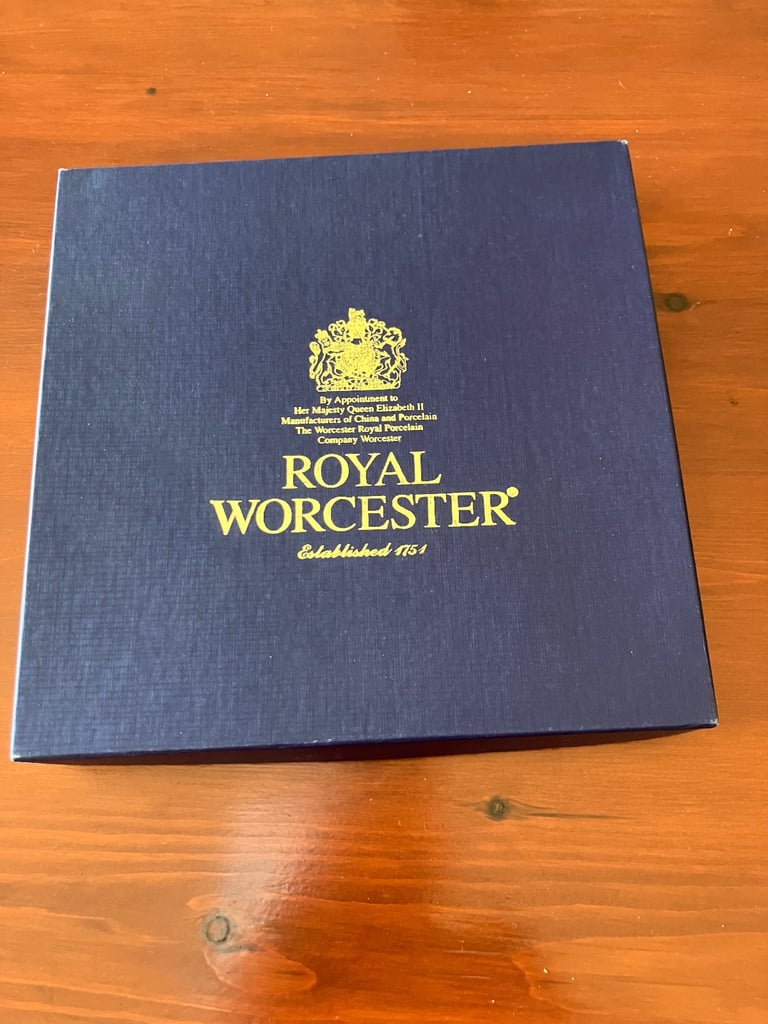 By Appointment to
Her Majesty Queen Elizabeth II
Manufacturers of China and Porcelain
The Worcester Royal Porcelain
Company Worcester
ROYAL
WORCESTER®
Established 1751